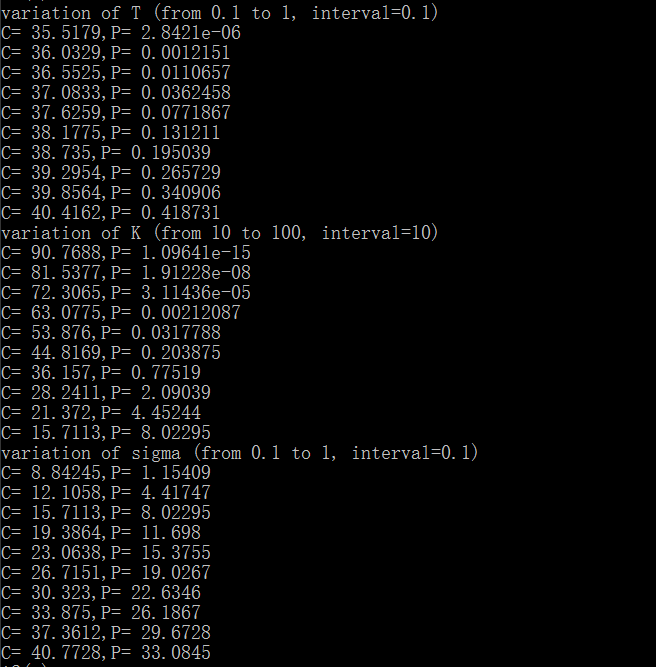 variation of T (from 0.1 to 1, interval=0.1)
C= 35.5179,P= 2.8421e-06
C= 36.0329,P= 0.0012151
C= 36.5525,P= 0.0110657
C= 37.0833,P= 0.0362458
C= 37.6259,P= 0.0771867
C= 38.1775,P= 0.131211
C= 38.735,P= 0.195039
C= 39.2954,P= 0.265729
C= 39.8564,P= 0.340906
C= 40.4162,P= 0.418731
variation of K (from 10 to 100, interval=10)
C= 90.7688,P= 1.09641e-15
C= 81.5377,P= 1.91228e-08
C= 72.3065,P= 3.11436e-05
C= 63.0775,P= 0.00212087
C= 53.876,P= 0.0317788
C= 44.8169,P= 0.203875
C= 36.157,P= 0.77519
C= 28.2411,P= 2.09039
C= 21.372,P= 4.45244
C= 15.7113,P= 8.02295
variation of sigma (from 0.1 to 1, interval=0.1)
C= 8.84245,P= 1.15409
C= 12.1058,P= 4.41747
C= 15.7113,P= 8.02295
C= 19.3864,P= 11.698
C= 23.0638,P= 15.3755
C= 26.7151,P= 19.0267
C= 30.323,P= 22.6346
C= 33.875,P= 26.1867
C= 37.3612,P= 29.6728
C= 40.7728,P= 33.0845